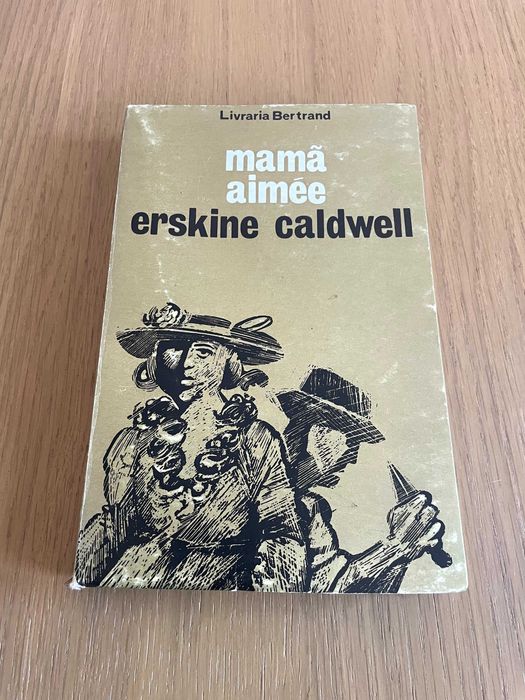 Livraria Bertrand
mamã
aimée
erskine caldwell